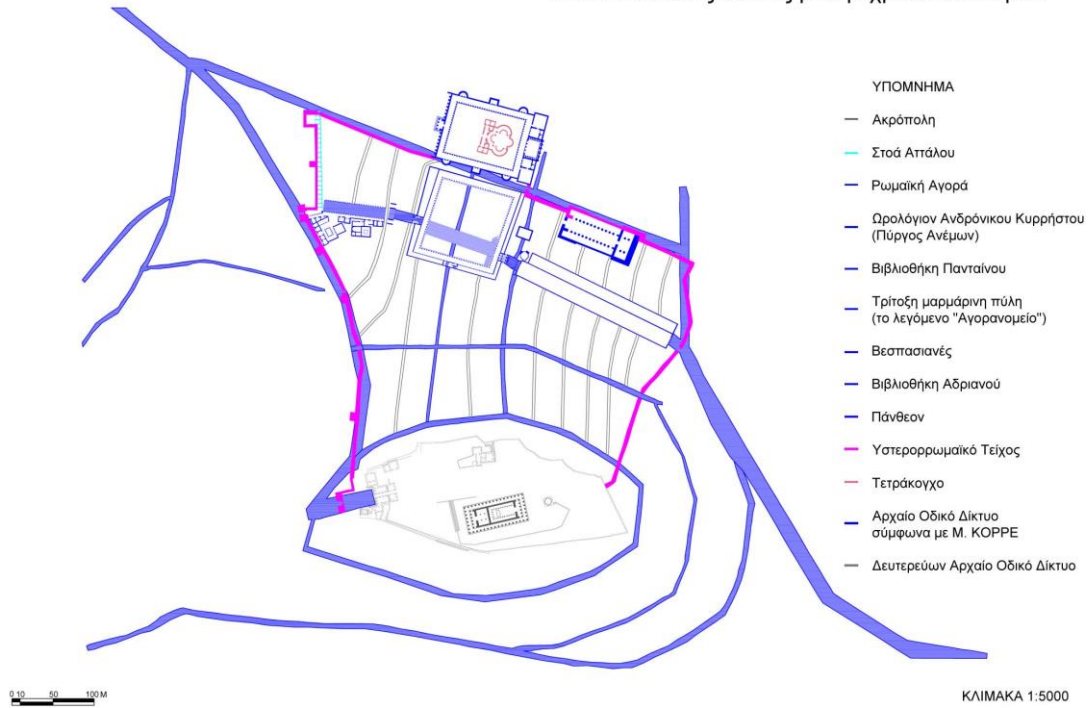 ΥΠΟΜΝΗΜΑ
Ακρόπολη
Στοά Αττάλου
Ρωμαϊκή Αγορά
Ωρολόγιον Ανδρόνικου Κυρρήστου
(Πύργος Ανέμων)
Βιβλιοθήκη Πανταίνου
Τρίτοξη μαρμάρινη πύλη
(το λεγόμενο "Αγορανομείο")
Βεσπασιανές
Βιβλιοθήκη Αδριανού
Πάνθεον
Υστερορρωμαϊκό Τείχος
Τετράκογχο
Αρχαίο Οδικό Δίκτυο
σύμφωνα με Μ. ΚΟΡΡΕ
Δευτερεύων Αρχαίο Οδικό Δίκτυο
0 10 50 100 M
ΚΛΙΜΑΚΑ 1:5000